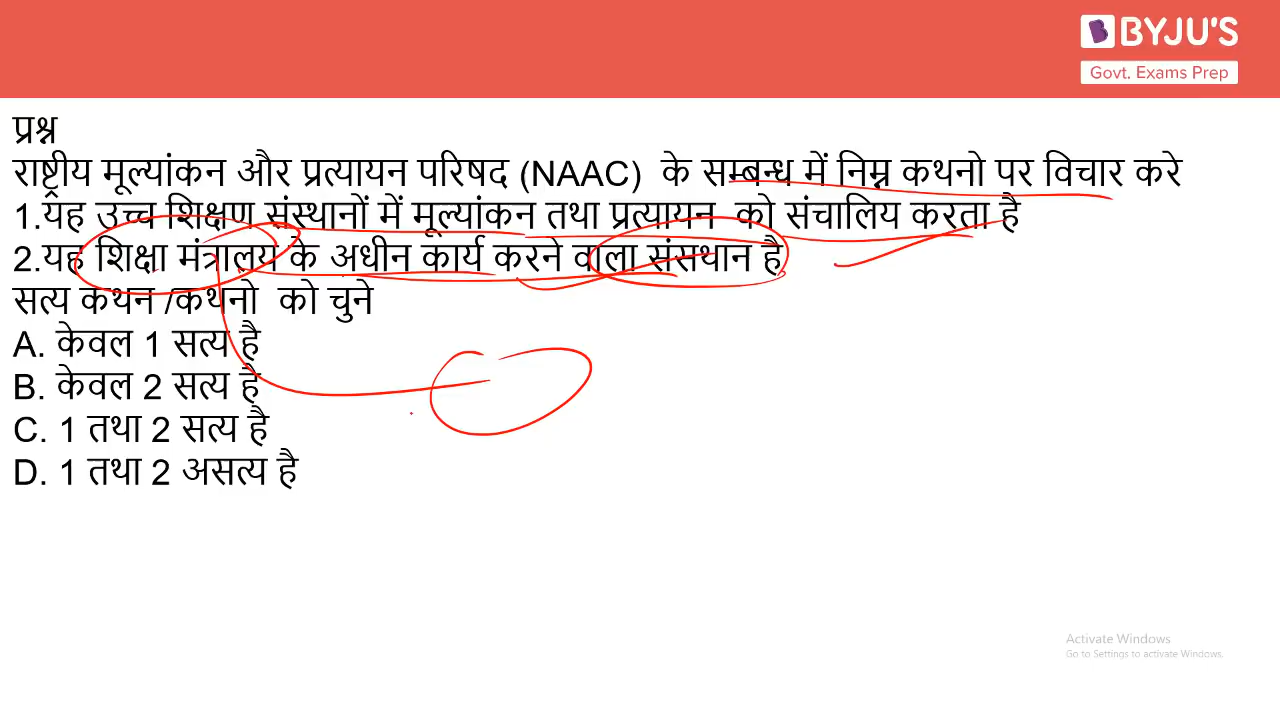 BYJU'S
Govt. Exams Prep
प्रश्न
राष्ट्रीय मूल्यांकन और प्रत्यायन परिषद (NAAC) के सम्बन्ध में निम्न कथनो पर विचार करे
1.यह उच्च शिक्षण संस्थानों में मूल्यांकन तथा प्रत्यायन को संचालिय करता है
2.यह शिक्षा मंत्रालय के अधीन कार्य करने वाला संसथान है
सत्य कथन /कथनो को चुने
A. केवल 1 सत्य है
B. केवल 2 सत्य है
C. 1 तथा 2 सत्य है
D. 1 तथा 2 असत्य है
Activate Windows
Go to Settings to activate Windows.